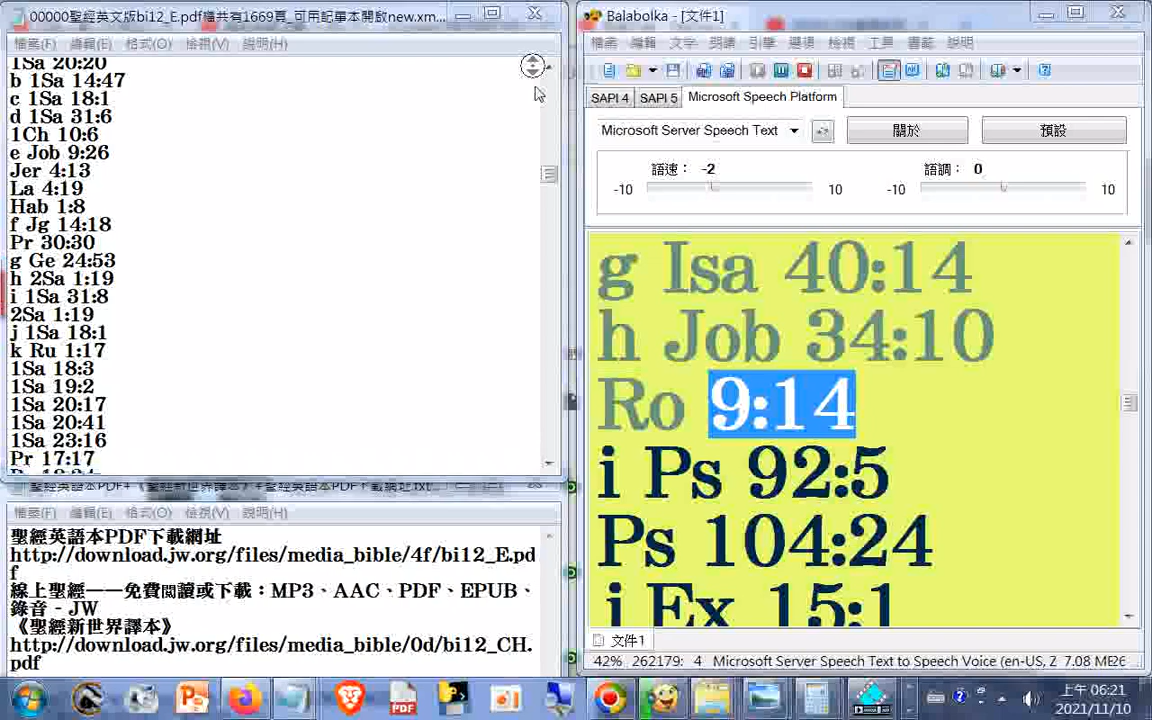 00000聖經英文版bi12_E.pdf檔共有1669頁_可用記事本開啟new.xm...
檔案(F) 編輯(E) 格式(O) 檢視(V) 說明(H)
1Sa 20:20
b 1Sa 14:47
c 1Sa 18:1
d 1Sa 31:6
1Ch 10:6
e Job 9:26
Jer 4:13
La 4:19
Hab 1:8
f Jg 14:18
Pr 30:30
g Ge 24:53
h 2Sa 1:19
i 1Sa 31:8
2Sa 1:19
j 1Sa 18:1
k Ru 1:17
1Sa 18:3
1Sa 19:2
1Sa 20:17
1Sa 20:41
1Sa 23:16
Pr 17:17
檔案(F) 編輯(E) 格式(O) 檢視(V) 說明(H)
聖經英語本PDF下載網址
http://download.jw.org/files/media_bible/4f/bi12_E.pd
f
線上聖經——免費閱讀或下載：MP3、AAC、PDF、EPUB、
錄音 - JW
《聖經新世界譯本》
http://download.jw.org/files/media_bible/0d/bi12_CH.
pdf
Balabolka - [文件1]
檔案 編輯 文字 朗讀 引擎 選項 檢視 工具 書籤 說明
SAPI 4 SAPI 5 Microsoft Speech Platform
Microsoft Server Speech Text 關於 預設
語速： -2 語調： 0
-10 10 -10 10
g Isa 40:14
h Job 34:10
Ro 9:14
i Ps 92:5
Ps 104:24
j Ex 15:1
文件1
42% 262179: 4 Microsoft Server Speech Text to Speech Voice (en-US, Z 7.08 ME26
PDF
上午 06:21
2021/11/10